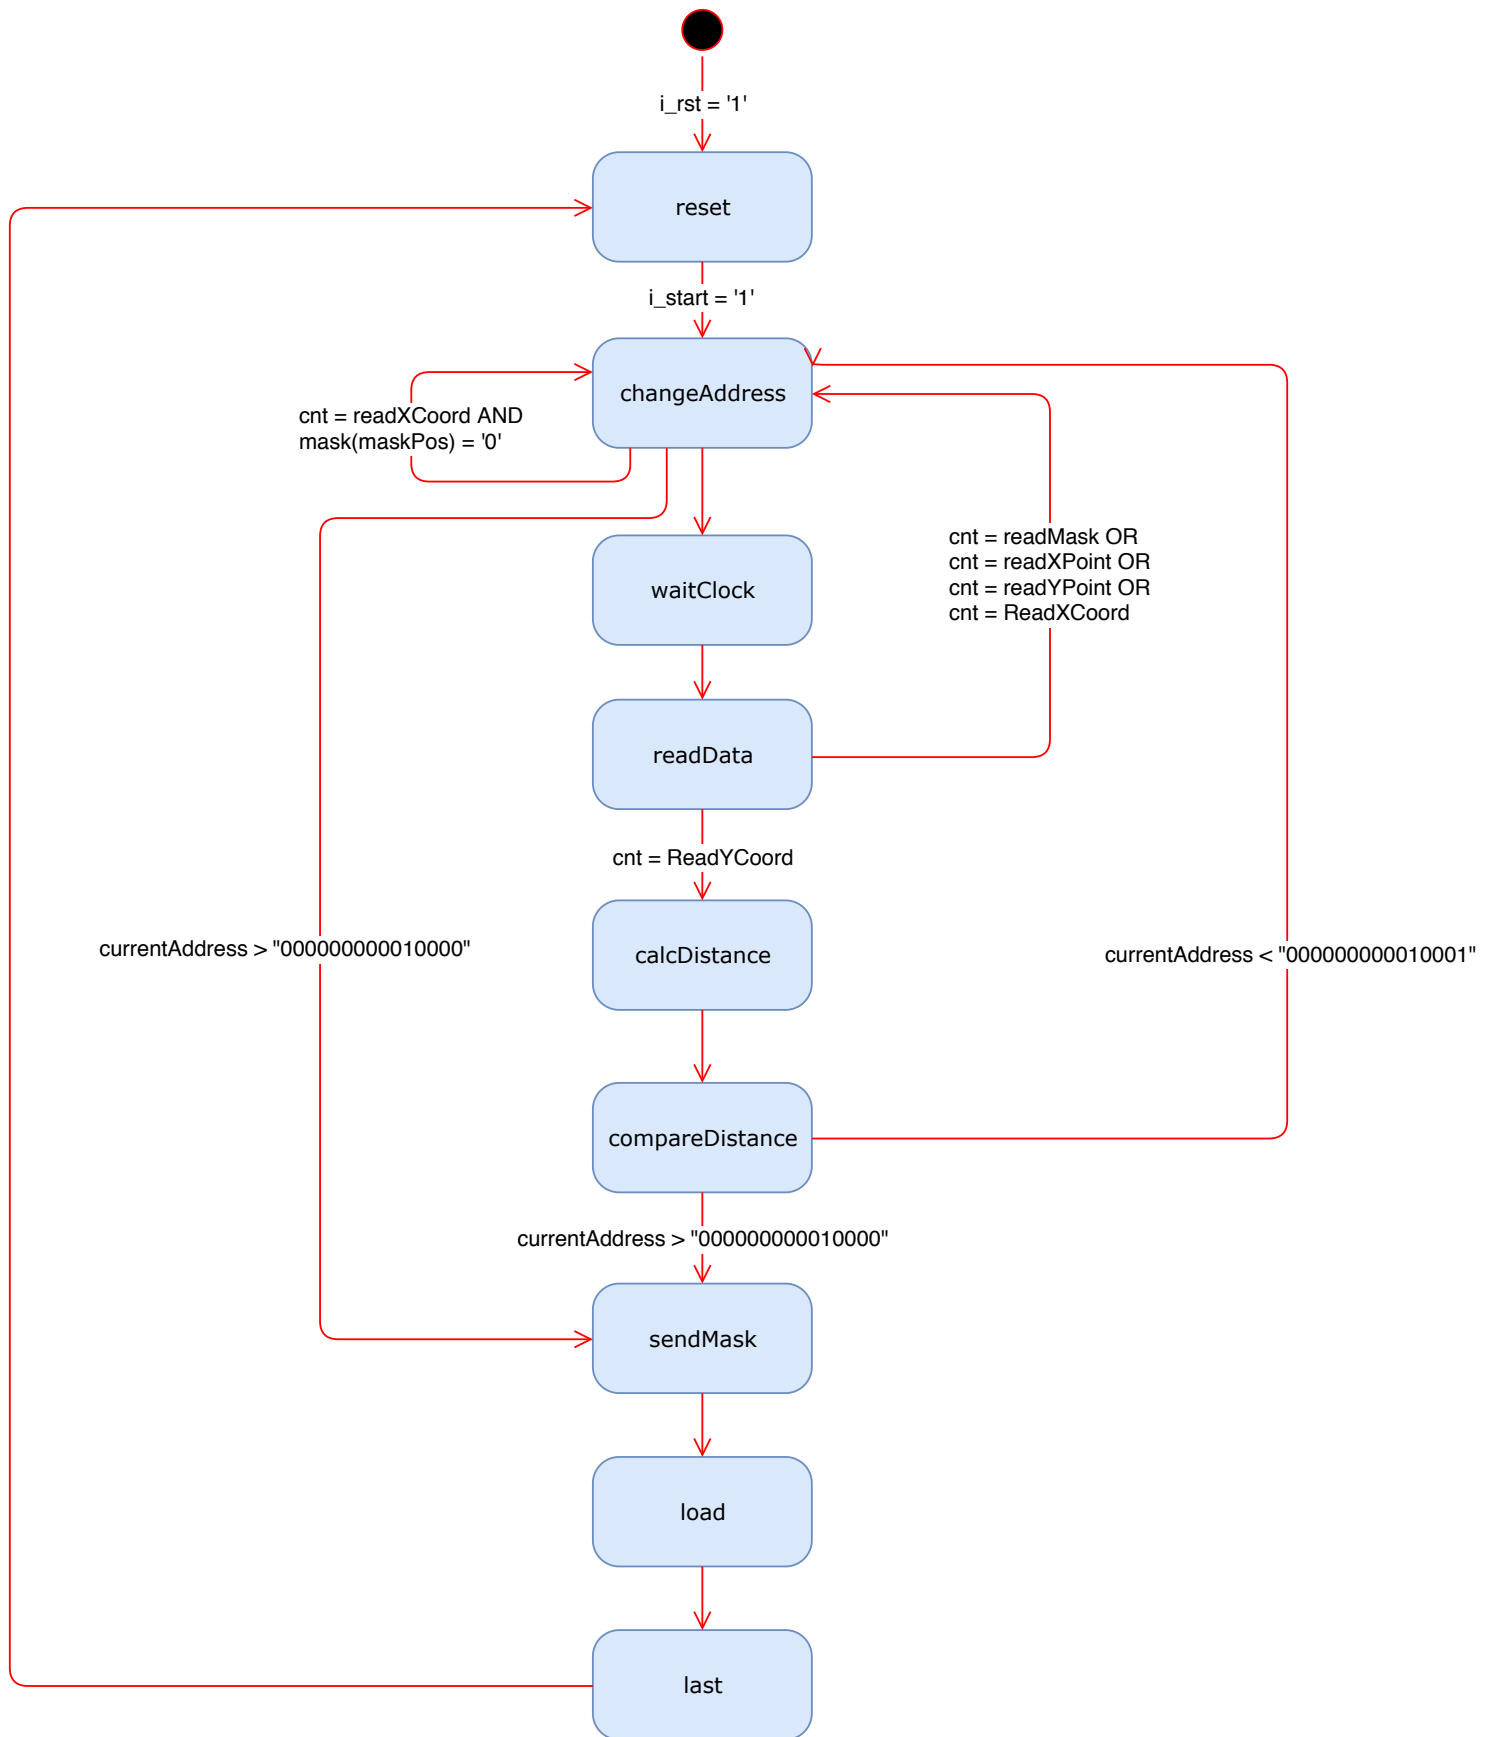 i_rst = '1'
reset
i_start = '1'
changeAddress
cnt = readXCoord AND
mask(maskPos) = '0'
cnt = readMask OR
cnt = readXPoint OR
cnt = readYPoint OR
cnt = ReadXCoord
waitClock
readData
cnt = ReadYCoord
calcDistance
currentAddress > "000000000010000"
currentAddress < "000000000010001"
compareDistance
currentAddress > "000000000010000"
sendMask
load
last